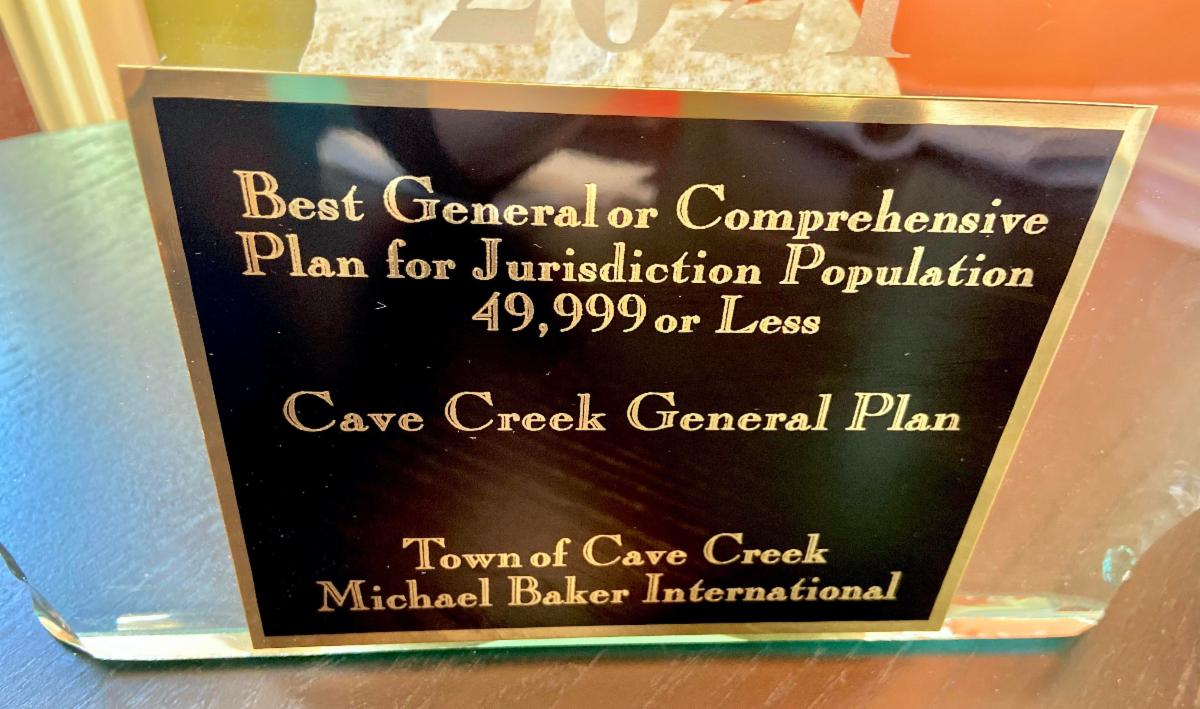 2021
Best General or Comprehensive
Plan for Jurisdiction Population
49,999 or Less
Cave Creek General Plan
Town of Cave Creek
Michael Baker International